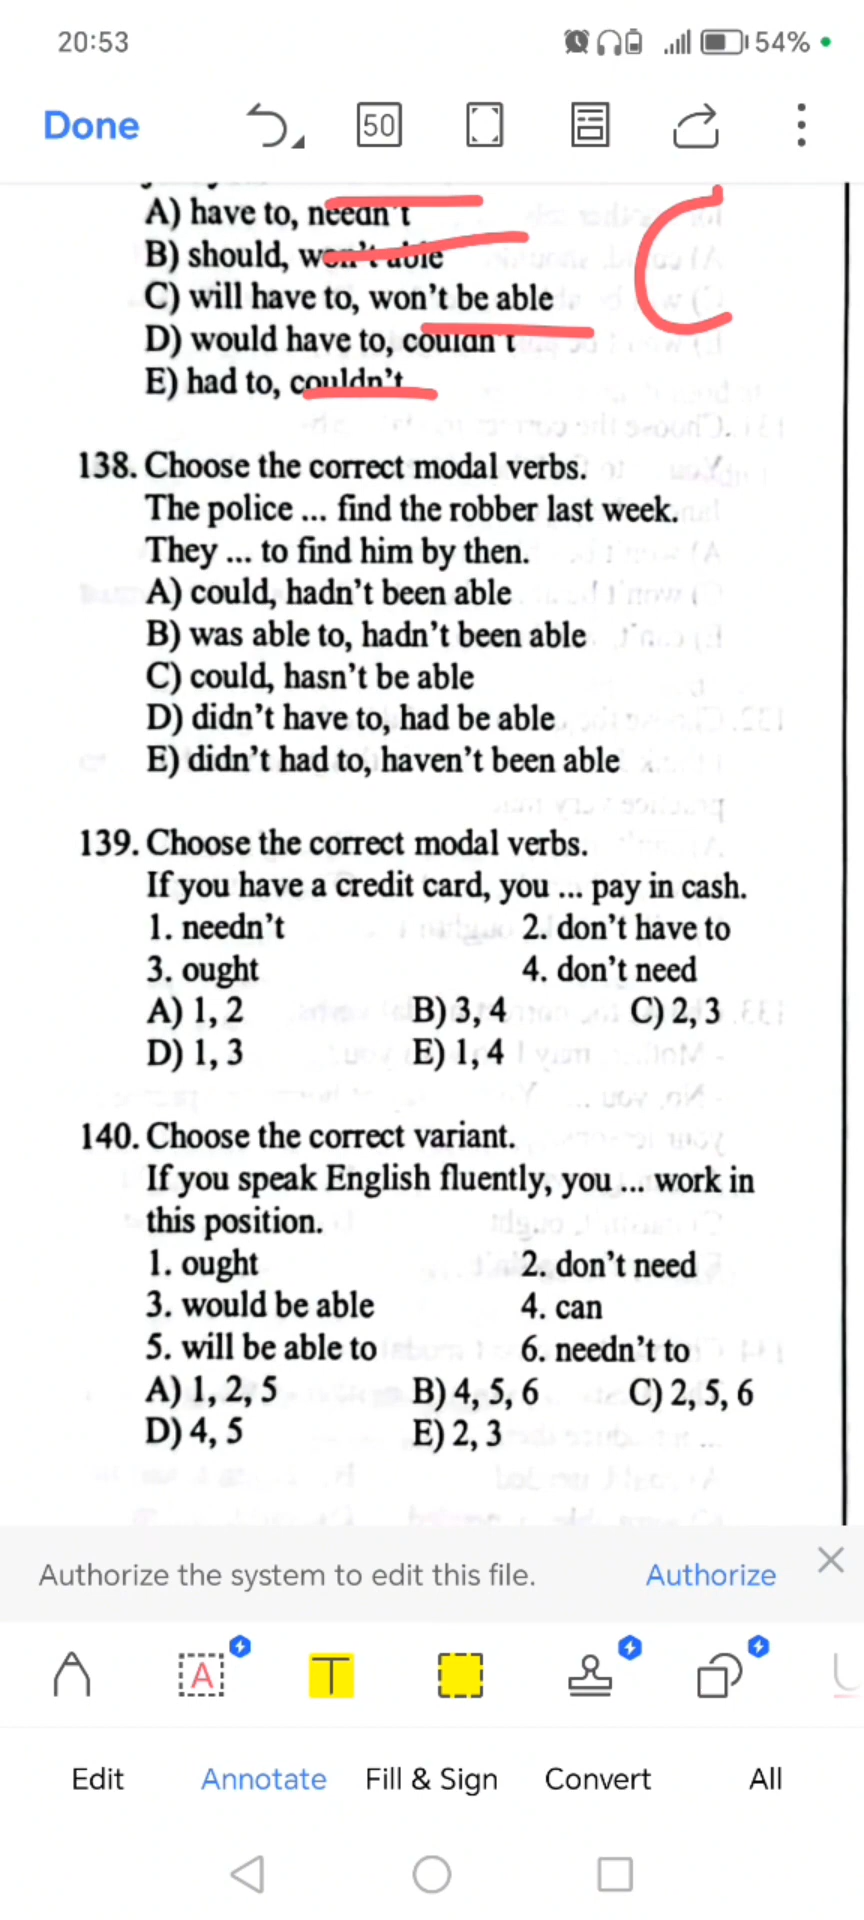 20:53
54%
Done
50
A) have to, needn't
B) should, won't able
C) will have to, won't be able
D) would have to, couldn't
E) had to, couldn't
138. Choose the correct modal verbs.
The police ... find the robber last week.
They ... to find him by then.
A) could, hadn't been able
B) was able to, hadn't been able
C) could, hasn't be able
D) didn't have to, had be able
E) didn't had to, haven't been able
139. Choose the correct modal verbs.
If you have a credit card, you ... pay in cash.
1. needn't 2. don't have to
3. ought 4. don't need
A) 1, 2 B) 3, 4 C) 2, 3
D) 1, 3 E) 1, 4
140. Choose the correct variant.
If you speak English fluently, you ... work in
this position.
1. ought 2. don't need
3. would be able 4. can
5. will be able to 6. needn't to
A) 1, 2, 5 B) 4, 5, 6 C) 2, 5, 6
D) 4, 5 E) 2, 3
Authorize the system to edit this file. Authorize
A T
Edit Annotate Fill & Sign Convert All